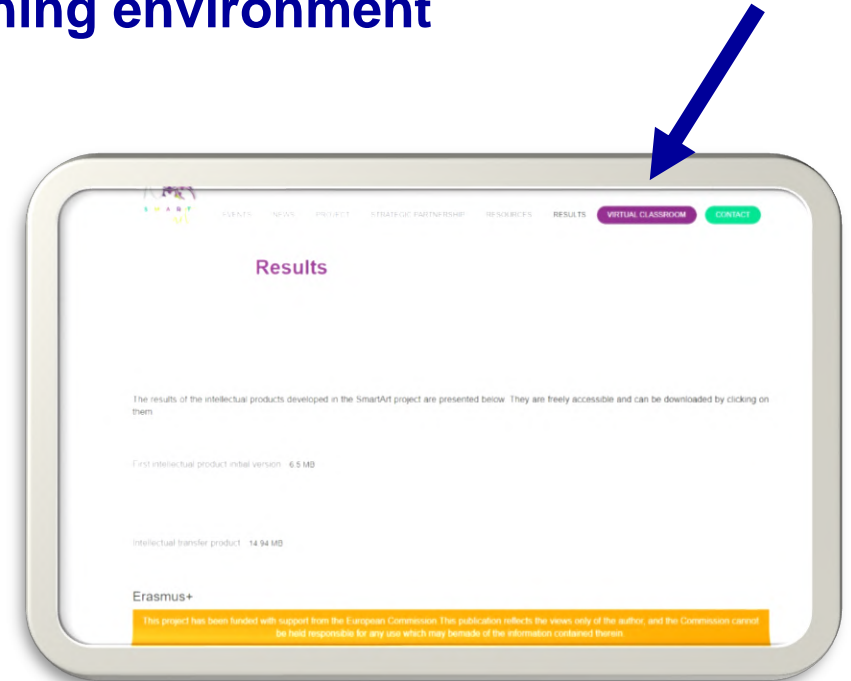 ning environment
SMART
EVENTS NEWS PROJECT STRATEGIC PARTNERSHIP RESOURCES RESULTS VIRTUAL CLASSROOM CONTACT
Results
The results of the intellectual products developed in the SmartArt project are presented below. They are freely accessible and can be downloaded by clicking on
them
First intellectual product initial version 6.5 MB
Intellectual transfer product 14.94 MB
Erasmus+
This project has been funded with support from the European Commission This publication reflects the views only of the author, and the Commission cannot
be held responsible for any use which may bemade of the information contained therein